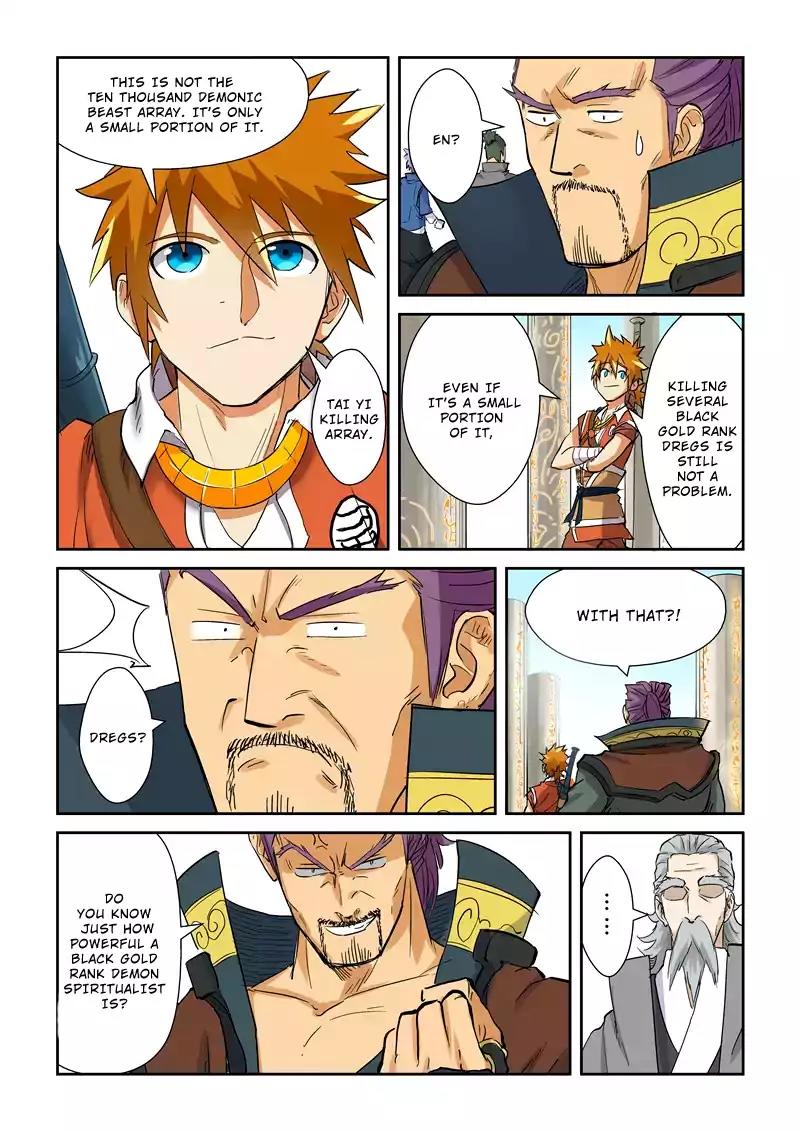 THIS IS NOT THE
TEN THOUSAND DEMONIC
BEAST ARRAY. IT'S ONLY
A SMALL PORTION OF IT.
TAI YI
KILLING
ARRAY.
EN?
EVEN IF
IT'S A SMALL
PORTION
OF IT,
KILLING
SEVERAL
BLACK
GOLD RANK
DREGS IS
STILL
NOT A
PROBLEM.
DREGS?
WITH THAT?!
DO
YOU KNOW
JUST HOW
POWERFUL A
BLACK GOLD
RANK DEMON
SPIRITUALIST
IS?
......